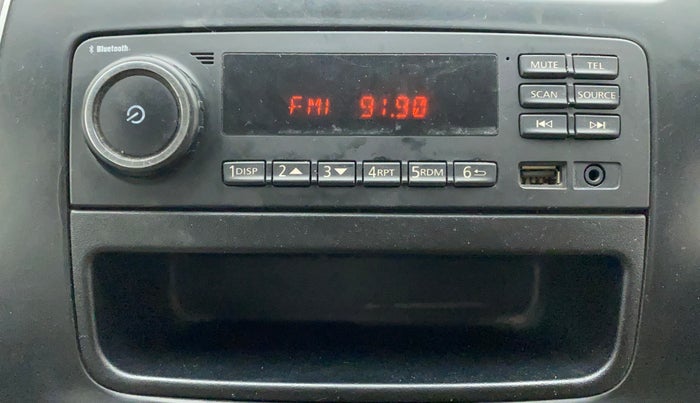 Bluetooth
FM1 91.90
MUTE TEL
SCAN SOURCE
1DISP 2 3 4RPT 5RDM 6